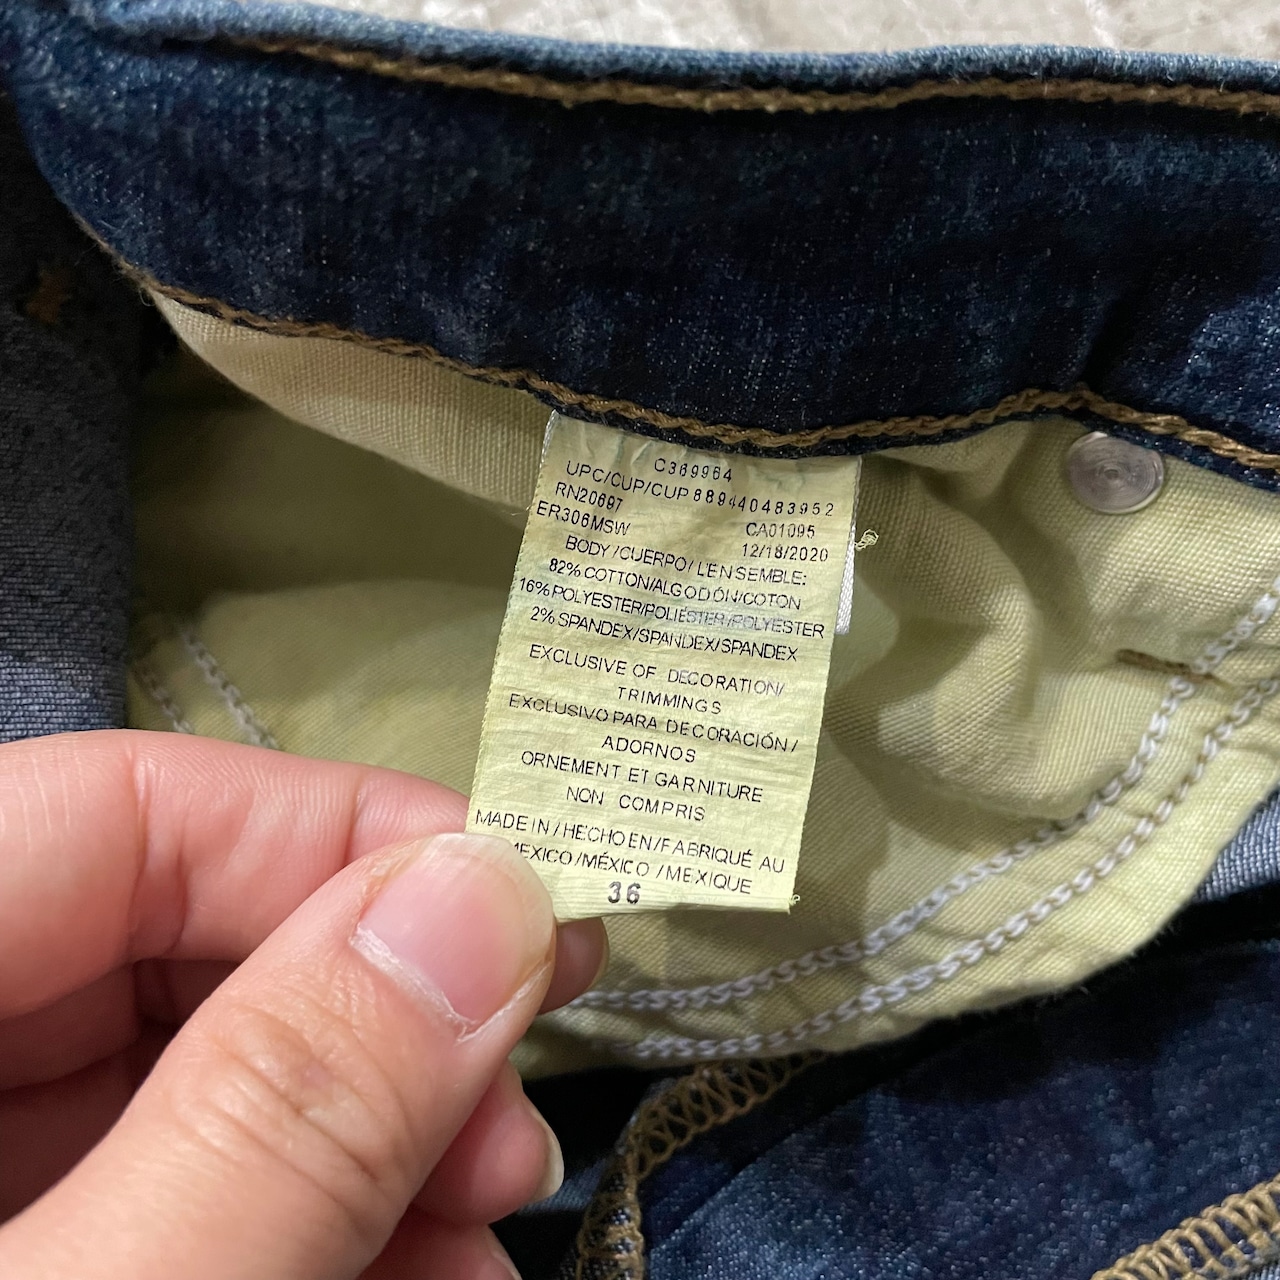 C369964
UPC/CUP/CUP 889440483952
RN20697
CA01095
ER306MSW
12/18/2020
BODY/CUERPO/L'ENSEMBLE:
82% COTTON/ALGODÓN/COTON
16% POLYESTER/POLIÉSTER/POLYESTER
2% SPANDEX/SPANDEX/SPANDEX
EXCLUSIVE OF DECORATION/
TRIMMINGS
EXCLUSIVO PARA DECORACIÓN/
ADORNOS
ORNEMENT ET GARNITURE
NON COMPRIS
MADE IN/HECHO EN/FABRIQUÉ AU
MEXICO/MÉXICO/MEXIQUE
36